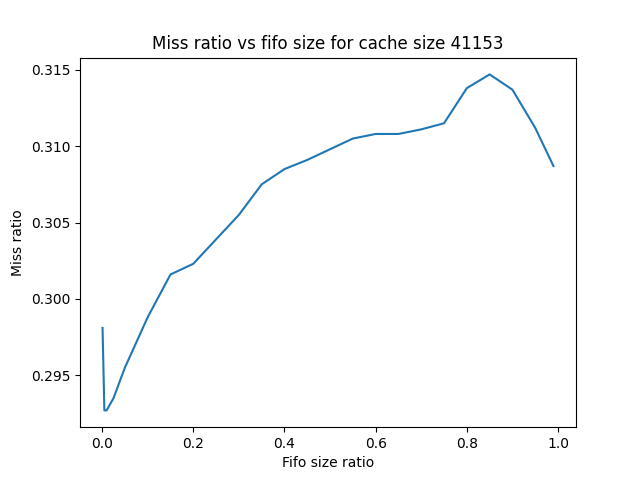 Miss ratio vs fifo size for cache size 41153
0.315
0.310
0.305
0.300
0.295
Miss ratio
0.0 0.2 0.4 0.6 0.8 1.0
Fifo size ratio